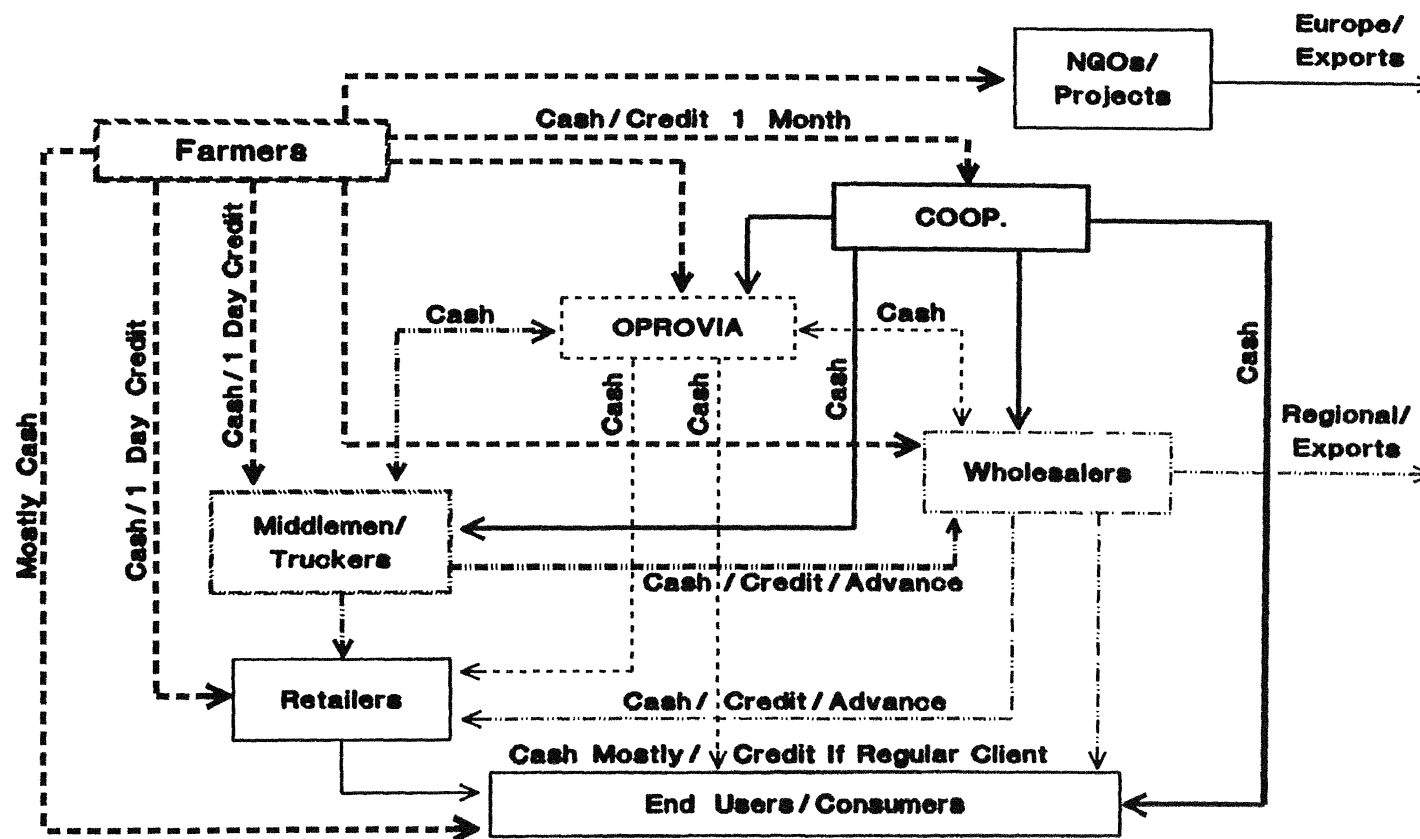 Europe/
Exports
NGOs/
Projects
Cash/Credit 1 Month
Farmers
COOP.
Cash/1 Day Credit
Cash/1 Day Credit
Mostly Cash
Cash
OPROVIA
Cash
Cash
Cash
Cash
Cash
Regional/
Exports
Wholesalers
Middlemen/
Truckers
Cash/Credit/Advance
Retailers
Cash/ Credit/Advance
Cash Mostly/ Credit If Regular Client
End Users/Consumers